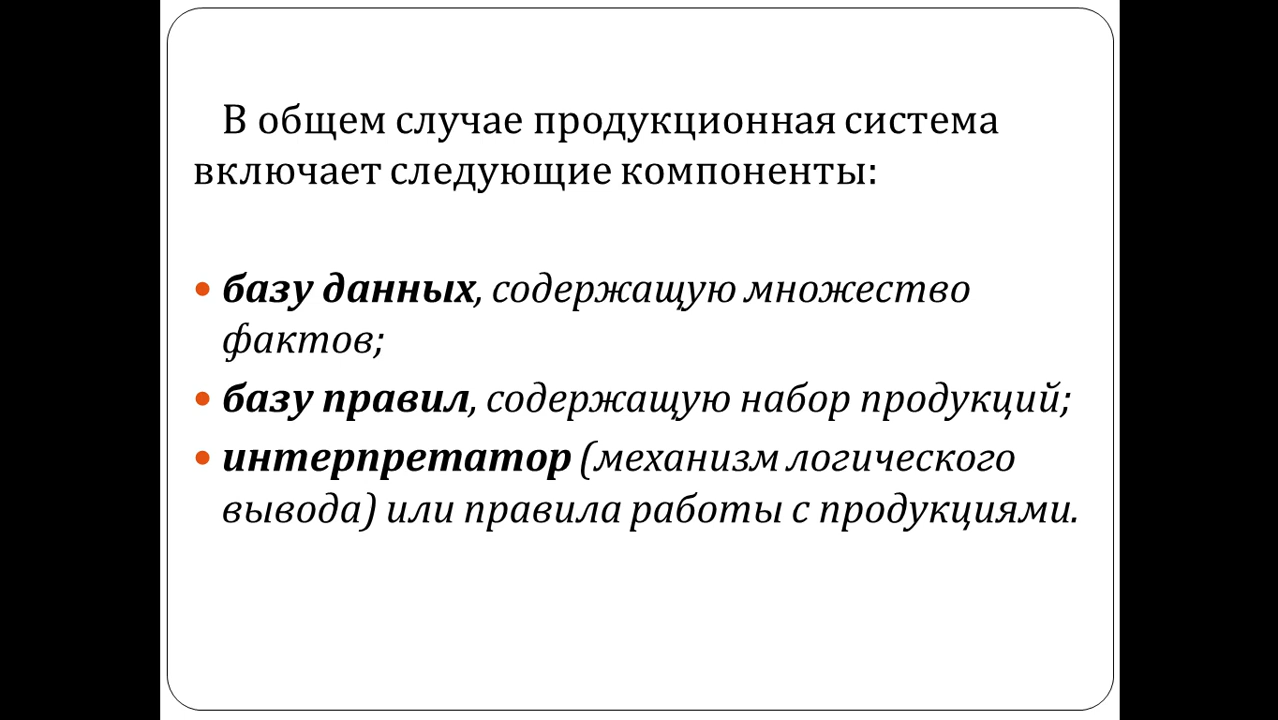 В общем случае продукционная система
включает следующие компоненты:
• базу данных, содержащую множество
фактов;
• базу правил, содержащую набор продукций;
• интерпретатор (механизм логического
вывода) или правила работы с продукциями.